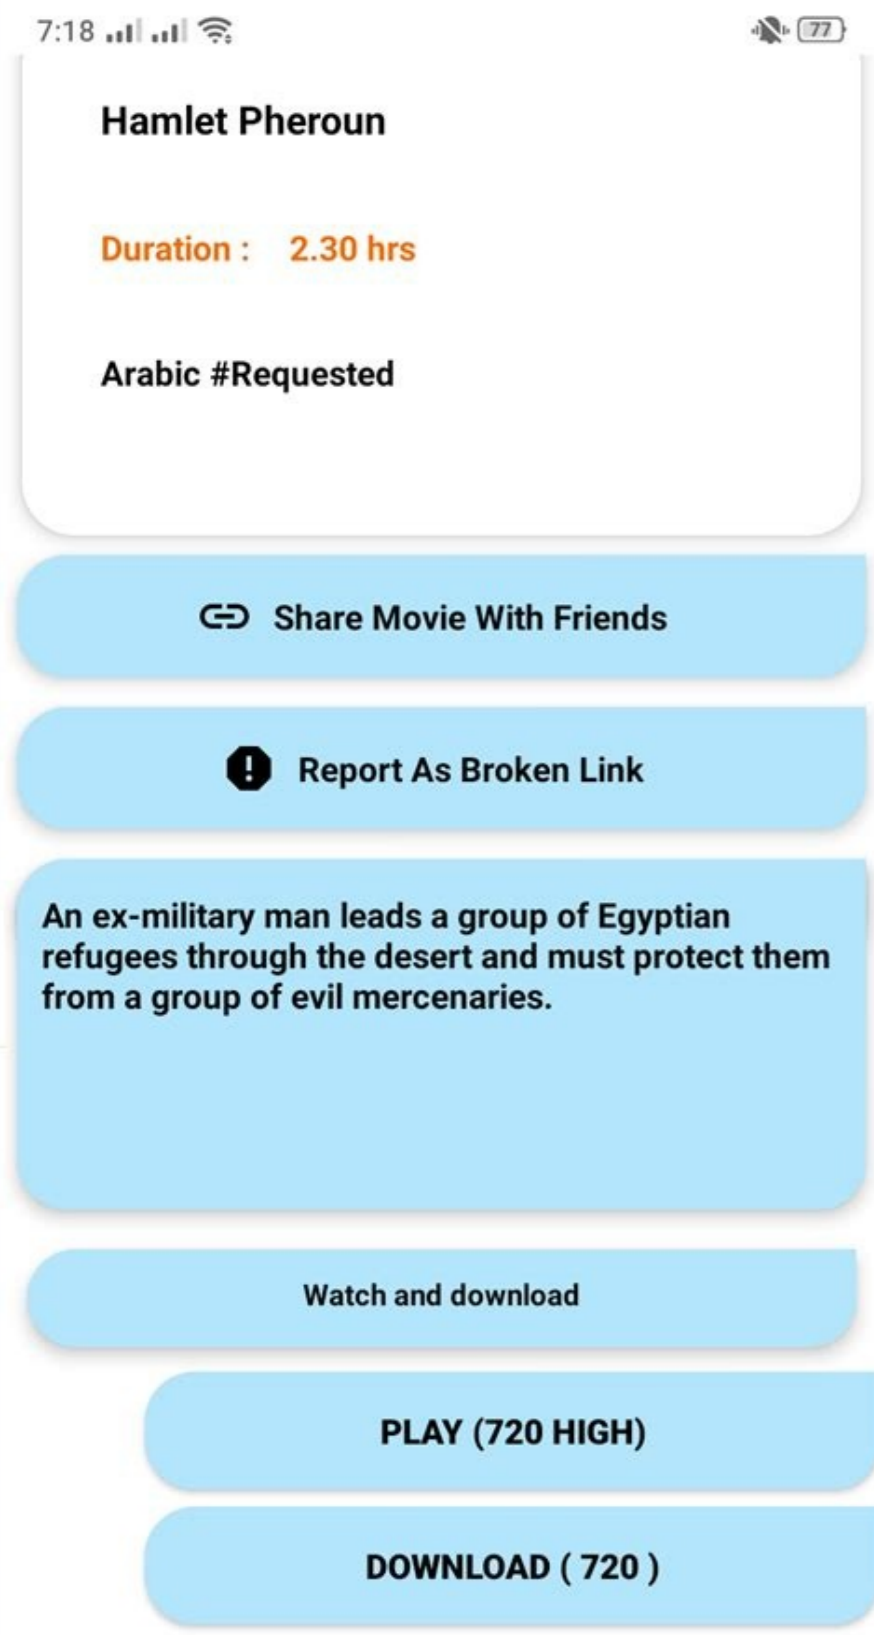 7:18
77
Hamlet Pheroun
Duration : 2.30 hrs
Arabic #Requested
Share Movie With Friends
Report As Broken Link
An ex-military man leads a group of Egyptian
refugees through the desert and must protect them
from a group of evil mercenaries.
Watch and download
PLAY (720 HIGH)
DOWNLOAD ( 720 )